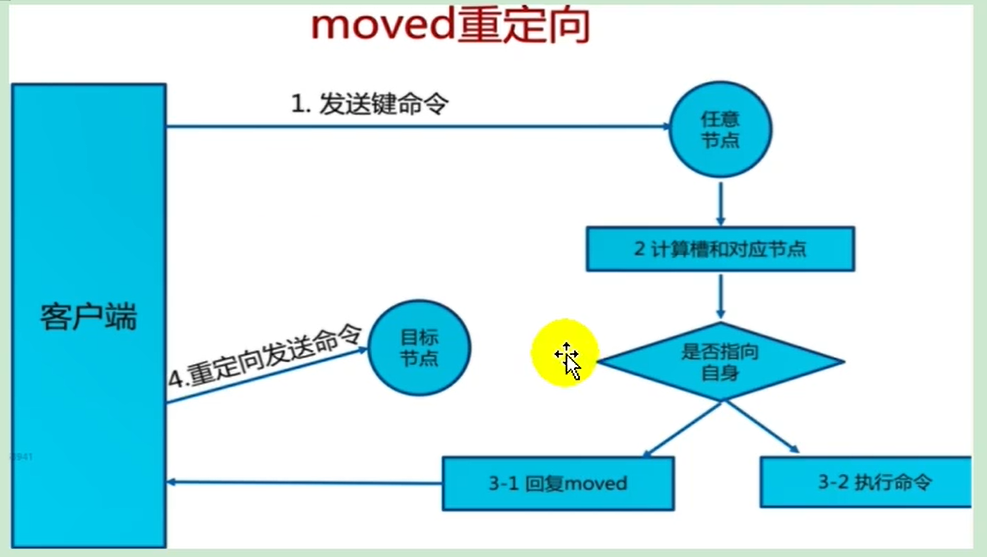 moved重定向
1. 发送键命令
任意
节点
2 计算槽和对应节点
客户端
目标
节点
是否指向
自身
4.重定向发送命令
3-1 回复moved
3-2 执行命令